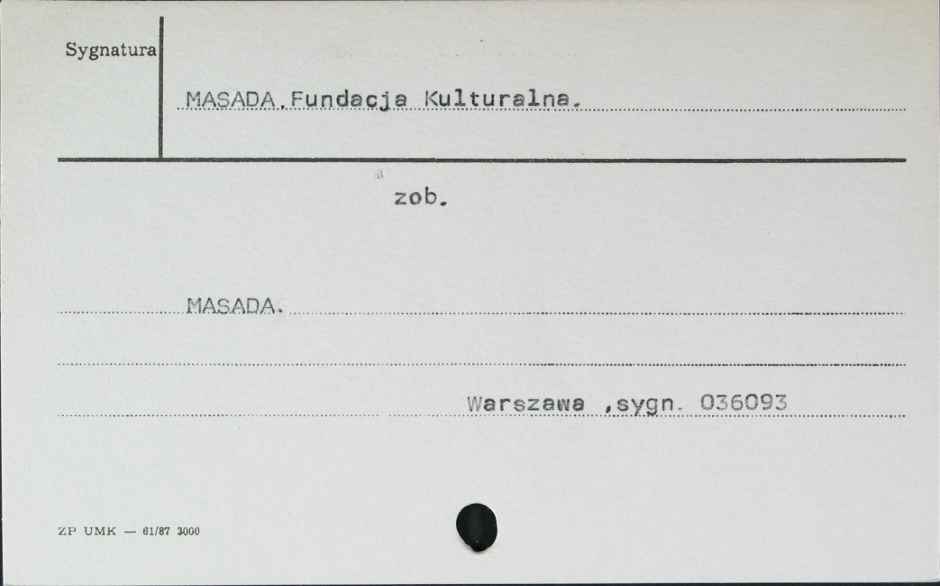 Sygnatura
MASADA,Fundacja Kulturalna.
zob.
MASADA.
Warszawa ,sygn. 036093
ZP UMK — 61/87 3000